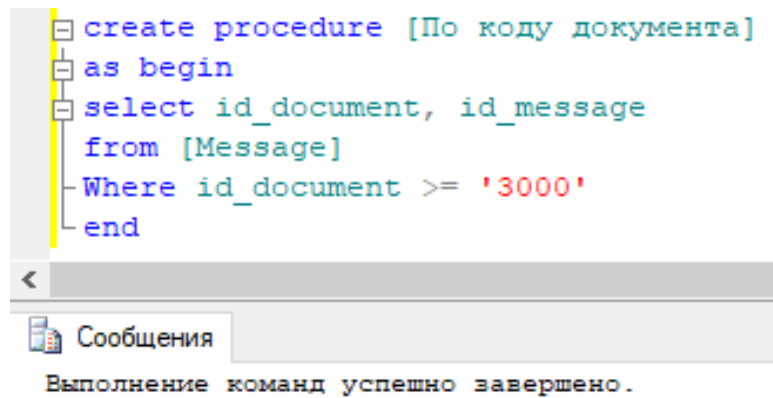 create procedure [По коду документа]
as begin
select id_document, id_message
from [Message]
Where id_document >= '3000'
end
Сообщения
Выполнение команд успешно завершено.